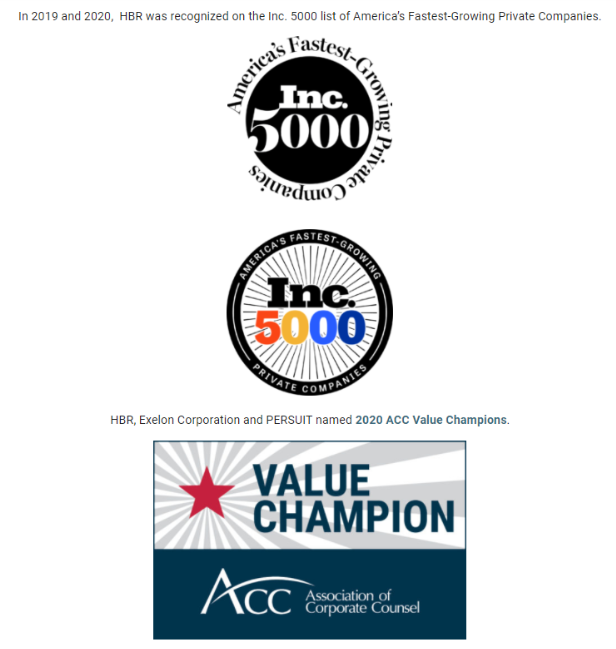 In 2019 and 2020, HBR was recognized on the Inc. 5000 list of America's Fastest-Growing Private Companies.
America's Fastest-Growing Private Companies
Inc.
5000
AMERICA'S FASTEST-GROWING
Inc.
5000
PRIVATE COMPANIES
HBR, Exelon Corporation and PERSUIT named 2020 ACC Value Champions.
VALUE
CHAMPION
ACC Association of
Corporate Counsel